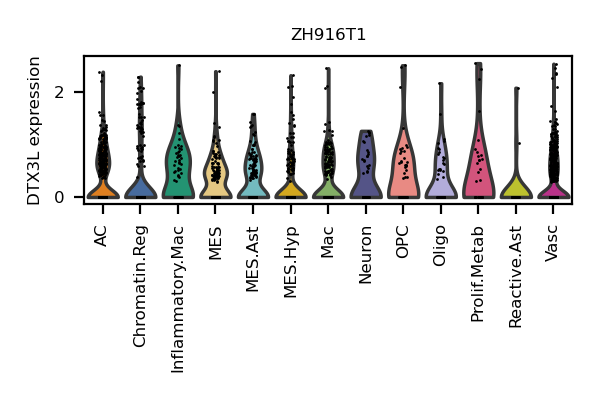 ZH916T1
DTX3L expression
2
0
AC
Chromatin.Reg
Inflammatory.Mac
MES
MES.Ast
MES.Hyp
Mac
Neuron
OPC
Oligo
Prolif.Metab
Reactive.Ast
Vasc